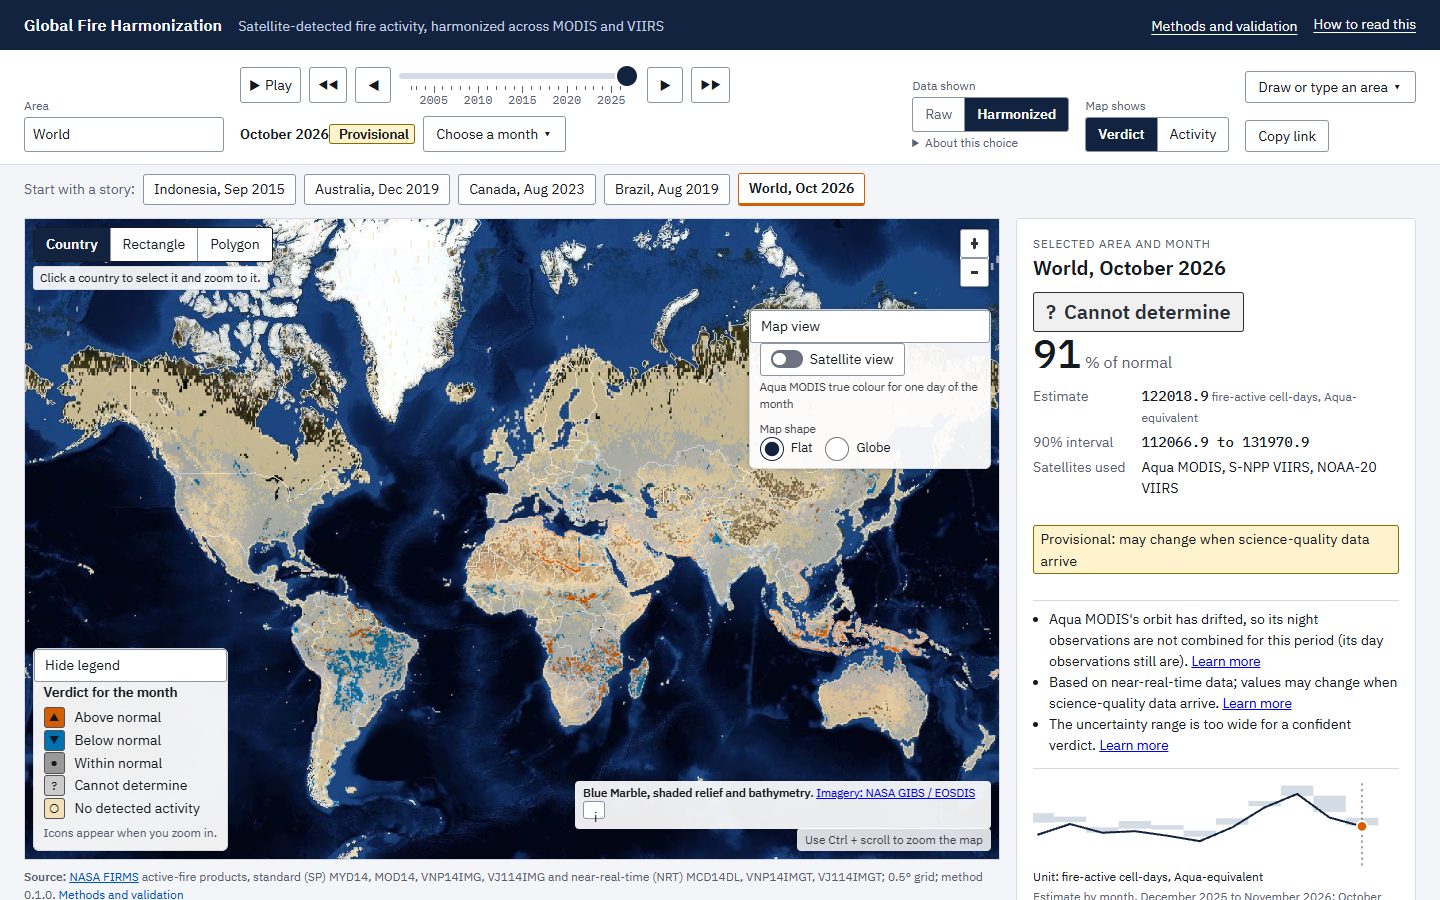 Global Fire Harmonization
Satellite-detected fire activity, harmonized across MODIS and VIIRS
Methods and validation
How to read this
Area
World
Play
2005 2010 2015 2020 2025
October 2026
Provisional
Choose a month
Data shown
Raw
Harmonized
About this choice
Map shows
Verdict
Activity
Draw or type an area
Copy link
Start with a story:
Indonesia, Sep 2015
Australia, Dec 2019
Canada, Aug 2023
Brazil, Aug 2019
World, Oct 2026
Country
Rectangle
Polygon
Click a country to select it and zoom to it.
+
-
Map view
Satellite view
Aqua MODIS true colour for one day of the
month
Map shape
Flat
Globe
Hide legend
Verdict for the month
Above normal
Below normal
Within normal
? Cannot determine
No detected activity
Icons appear when you zoom in.
Blue Marble, shaded relief and bathymetry. Imagery: NASA GIBS / EOSDIS
i
Use Ctrl + scroll to zoom the map
Source: NASA FIRMS active-fire products, standard (SP) MYD14, MOD14, VNP14IMG, VJ114IMG and near-real-time (NRT) MCD14DL, VNP14IMGT, VJ114IMGT; 0.5° grid; method
0.1.0. Methods and validation
SELECTED AREA AND MONTH
World, October 2026
? Cannot determine
91 % of normal
Estimate
122018.9 fire-active cell-days, Aqua-
equivalent
90% interval
112066.9 to 131970.9
Satellites used
Aqua MODIS, S-NPP VIIRS, NOAA-20
VIIRS
Provisional: may change when science-quality data
arrive
Aqua MODIS's orbit has drifted, so its night
observations are not combined for this period (its day
observations still are). Learn more
Based on near-real-time data; values may change when
science-quality data arrive. Learn more
The uncertainty range is too wide for a confident
verdict. Learn more
Unit: fire-active cell-days, Aqua-equivalent
Estimate by month, December 2025 to November 2026; October